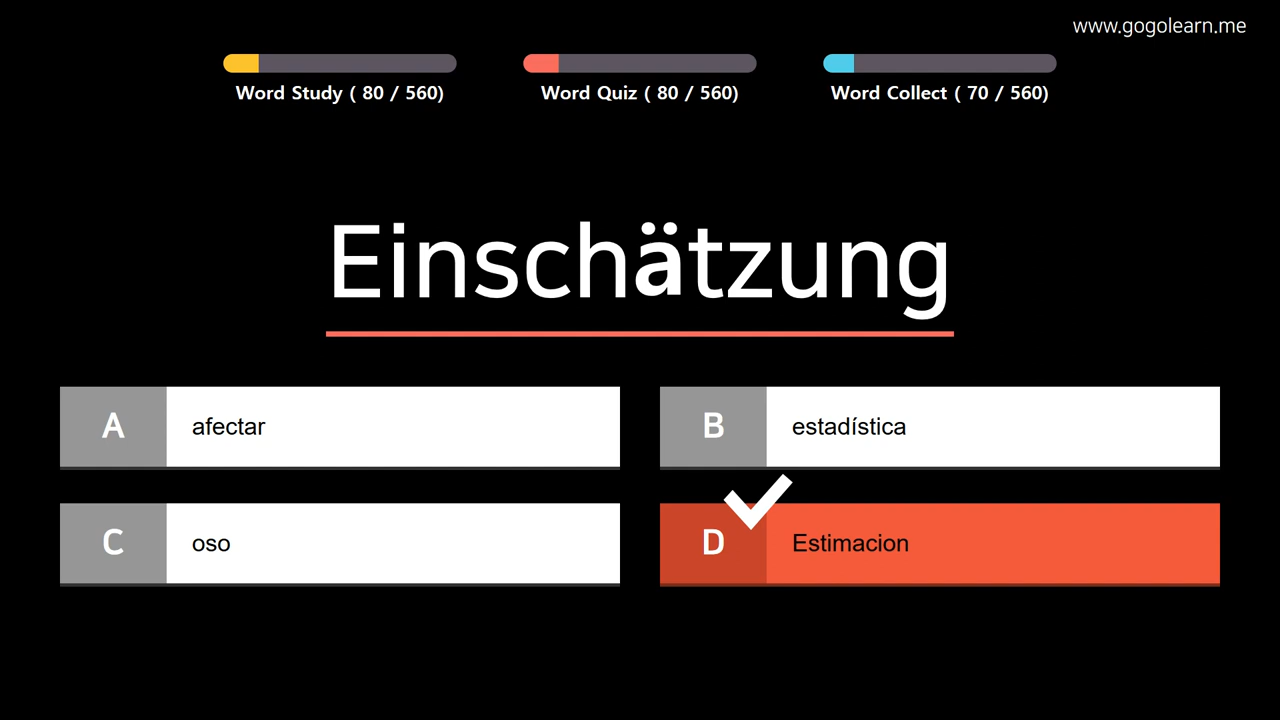 www.gogolearn.me
Word Study ( 80 / 560)
Word Quiz ( 80 / 560)
Word Collect ( 70 / 560)
Einschätzung
A afectar
B estadística
C oso
D Estimacion